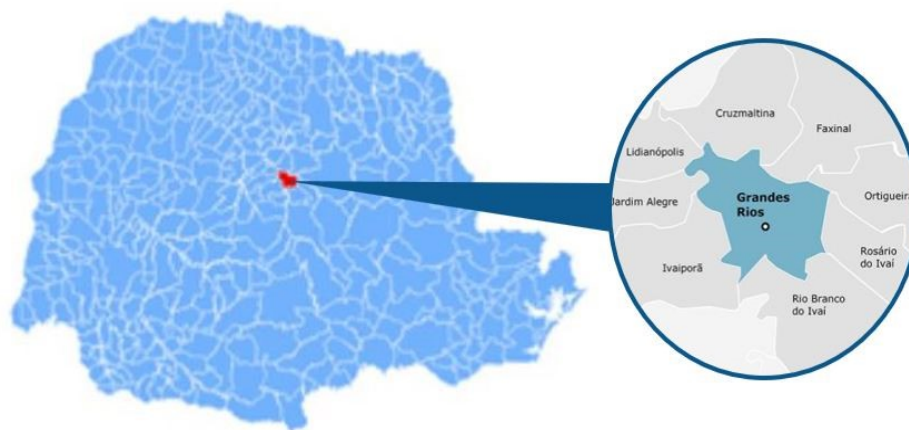 Cruzmaltina
Faxinal
Lidianópolis
Ortigueira
Jardim Alegre
Grandes
Rios
Rosário
do Ivaí
Ivaiporã
Rio Branco
do Ivaí